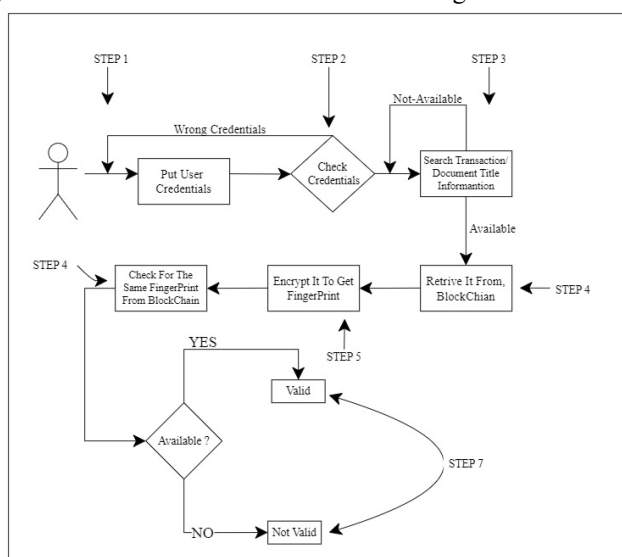 STEP 1
STEP 2
STEP 3
Not-Available
Wrong Credentials
Put User
Credentials
Check
Credentials
Search Transaction/
Document Title
Informantion
Available
STEP 4
Check For The
Same FingerPrint
From BlockChain
Encrypt It To Get
FingerPrint
Retrive It From,
BlockChian
STEP 4
STEP 5
YES
Valid
Available ?
STEP 7
NO
Not Valid